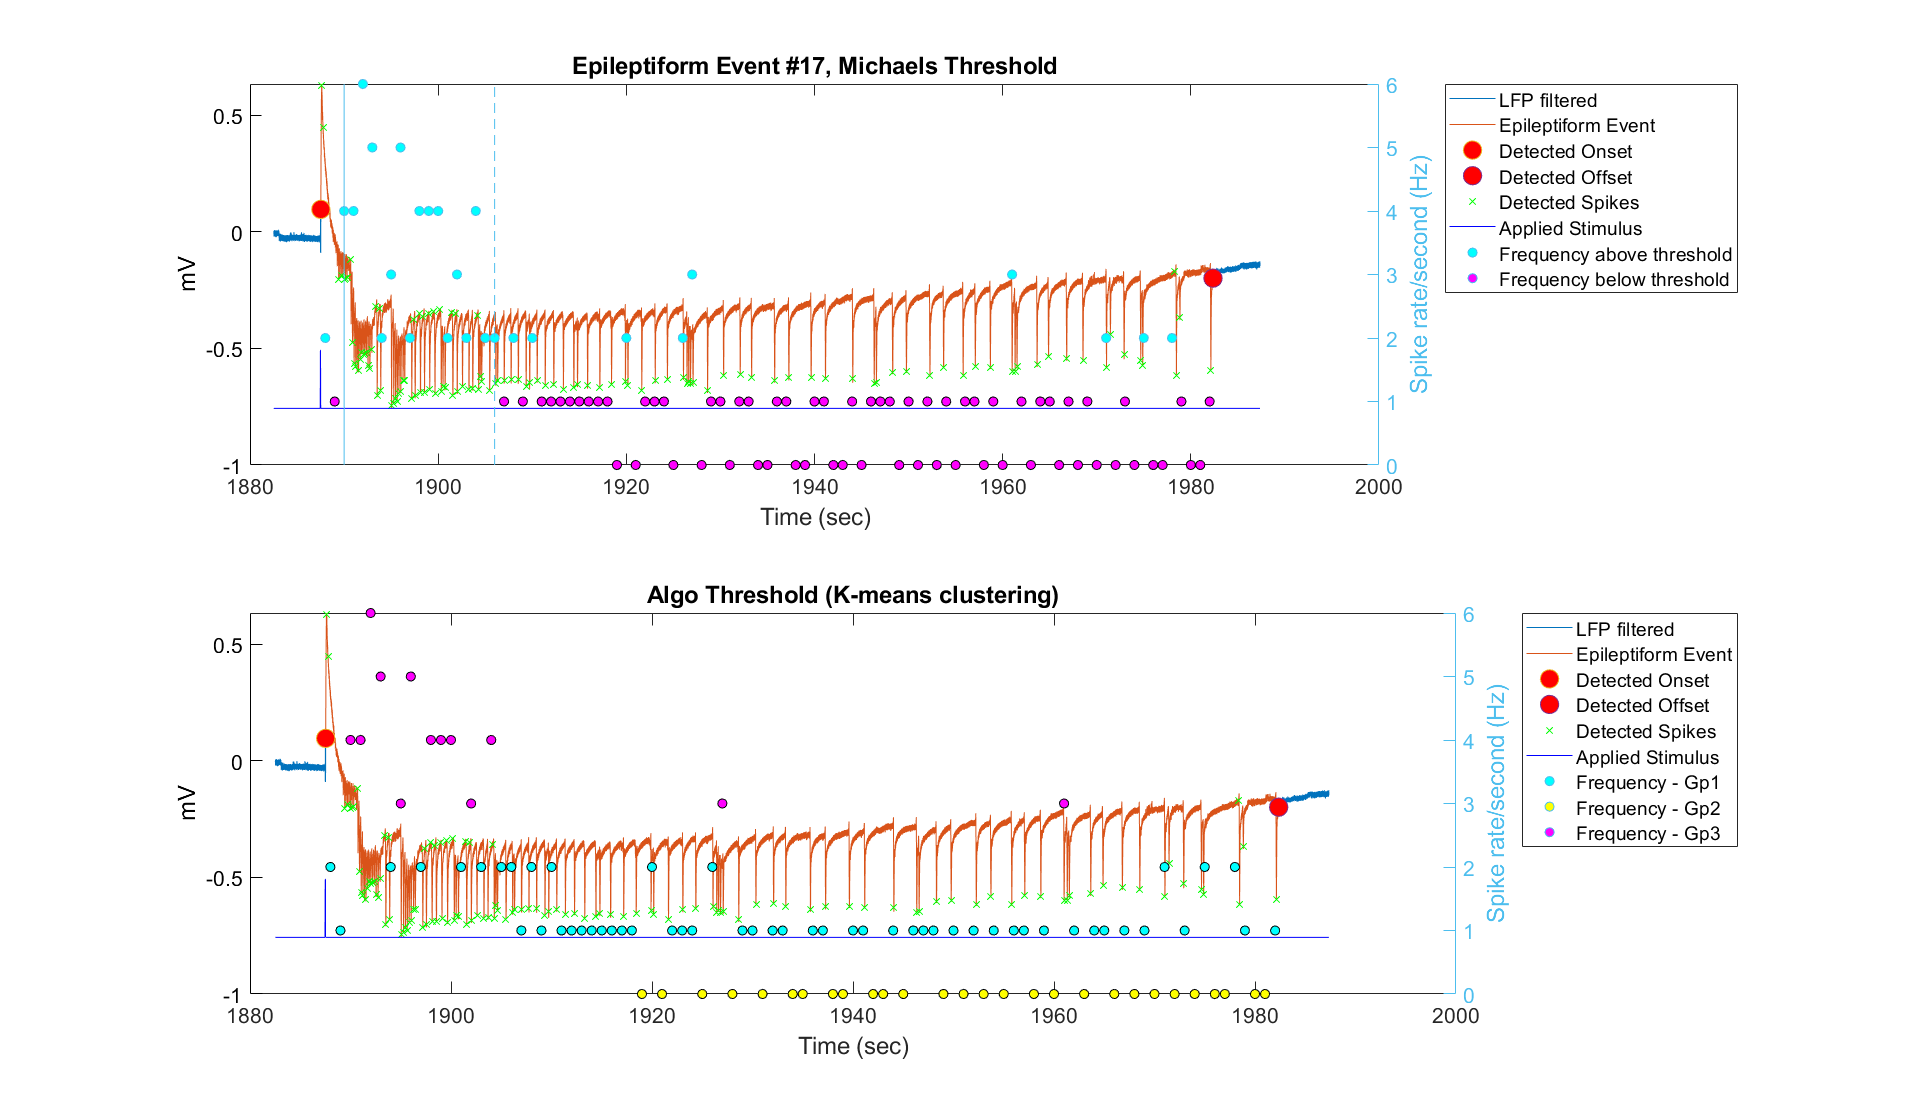 Epileptiform Event #17, Michaels Threshold
0.5
0
-0.5
-1
mV
1880
1900
1920
1940
1960
1980
2000
Time (sec)
6
5
4
3
2
1
0
Spike rate/second (Hz)
LFP filtered
Epileptiform Event
Detected Onset
Detected Offset
Detected Spikes
Applied Stimulus
Frequency above threshold
Frequency below threshold
Algo Threshold (K-means clustering)
0.5
0
-0.5
-1
mV
1880
1900
1920
1940
1960
1980
2000
Time (sec)
6
5
4
3
2
1
0
Spike rate/second (Hz)
LFP filtered
Epileptiform Event
Detected Onset
Detected Offset
Detected Spikes
Applied Stimulus
Frequency - Gp1
Frequency - Gp2
Frequency - Gp3